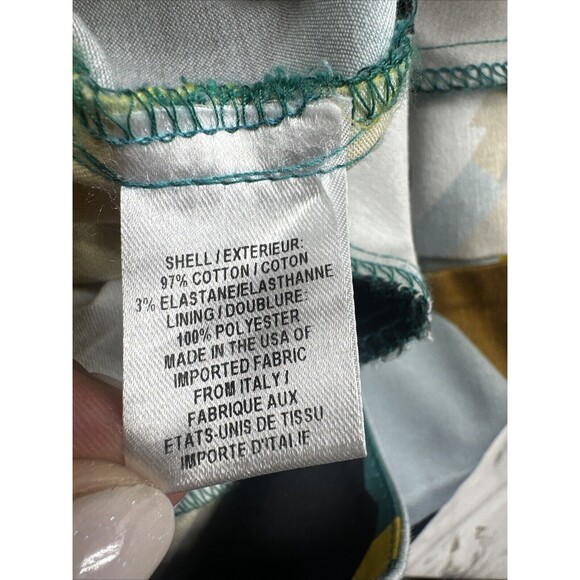 SHELL / EXTERIEUR:
97% COTTON / COTON
3% ELASTANE/ELASTHANNE
LINING / DOUBLURE:
100% POLYESTER
MADE IN THE USA OF
IMPORTED FABRIC
FROM ITALY /
FABRIQUE AUX
ETATS-UNIS DE TISSU
IMPORTE D'ITALIE